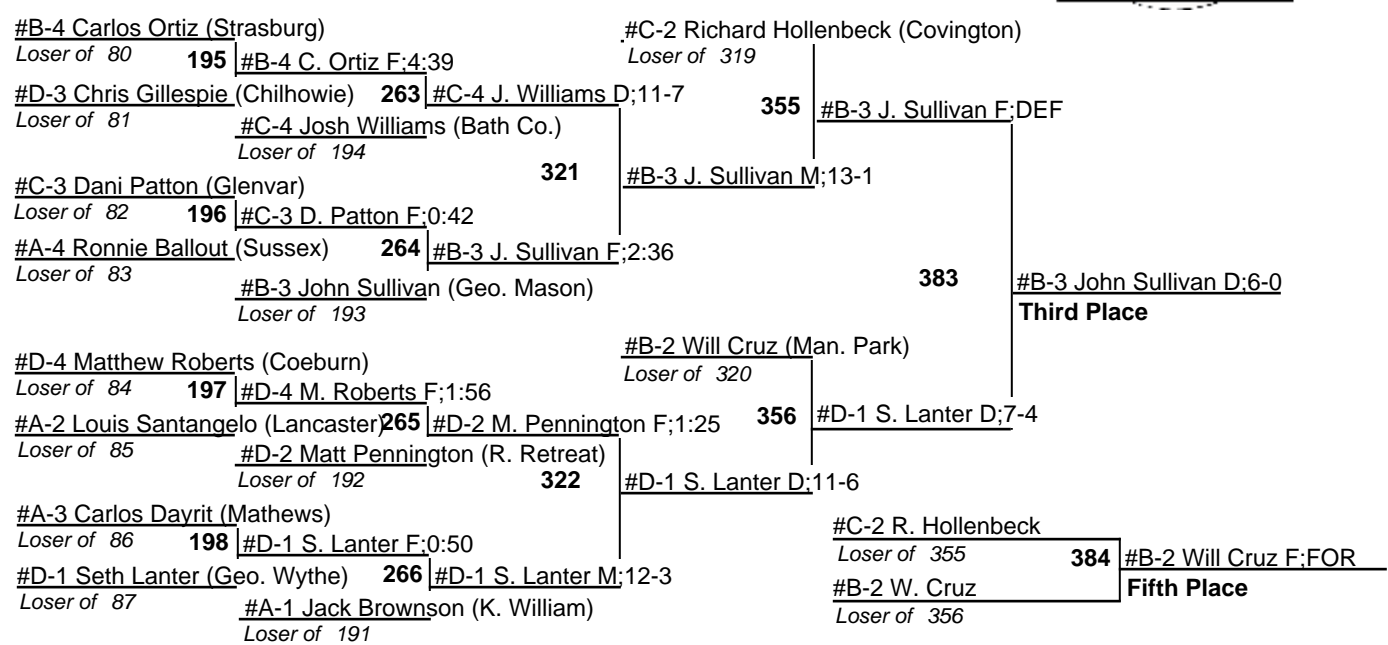 #B-4 Carlos Ortiz (Strasburg)
Loser of 80
195
#B-4 C. Ortiz F;4:39
#D-3 Chris Gillespie (Chilhowie)
Loser of 81
263
#C-4 J. Williams D;11-7
#C-4 Josh Williams (Bath Co.)
Loser of 194
321
#B-3 J. Sullivan M;13-1
#C-3 Dani Patton (Glenvar)
Loser of 82
196
#C-3 D. Patton F;0:42
#A-4 Ronnie Ballout (Sussex)
Loser of 83
264
#B-3 J. Sullivan F;2:36
#B-3 John Sullivan (Geo. Mason)
Loser of 193
#C-2 Richard Hollenbeck (Covington)
Loser of 319
355
#B-3 J. Sullivan F;DEF
383
#B-3 John Sullivan D;6-0
Third Place
#D-4 Matthew Roberts (Coeburn)
Loser of 84
197
#D-4 M. Roberts F;1:56
#A-2 Louis Santangelo (Lancaster)
Loser of 85
265
#D-2 M. Pennington F;1:25
#D-2 Matt Pennington (R. Retreat)
Loser of 192
322
#D-1 S. Lanter D;11-6
#A-3 Carlos Dayrit (Mathews)
Loser of 86
198
#D-1 S. Lanter F;0:50
#D-1 Seth Lanter (Geo. Wythe)
Loser of 87
266
#D-1 S. Lanter M;12-3
#A-1 Jack Brownson (K. William)
Loser of 191
#B-2 Will Cruz (Man. Park)
Loser of 320
356
#D-1 S. Lanter D;7-4
#C-2 R. Hollenbeck
Loser of 355
384
#B-2 Will Cruz F;FOR
Fifth Place
#B-2 W. Cruz
Loser of 356